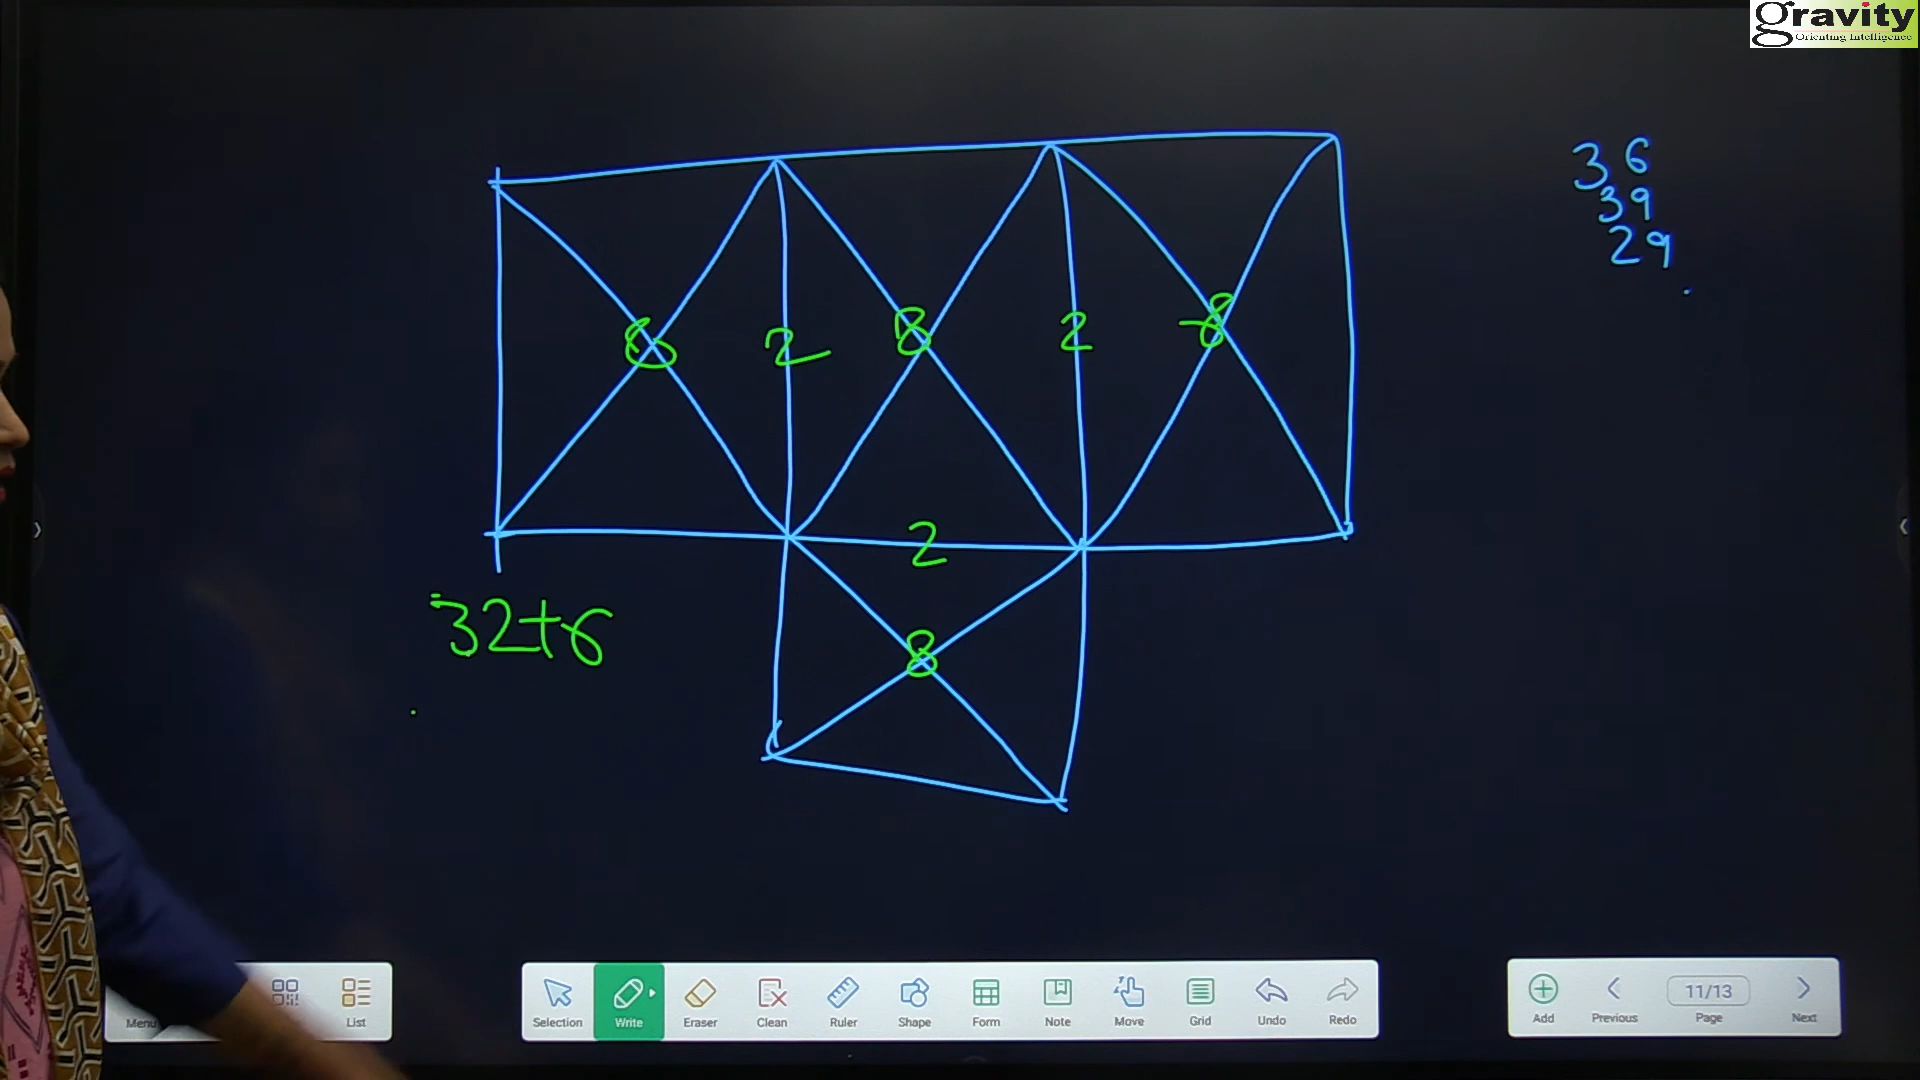 gravity
Orienting Intelligence
36
39
29
8 2 8 2 8
2
32+6
8
Menu
List
Selection Write Eraser Clean Ruler Shape Form Note Move Grid Undo Redo
Add Previous 11/13 Page Next